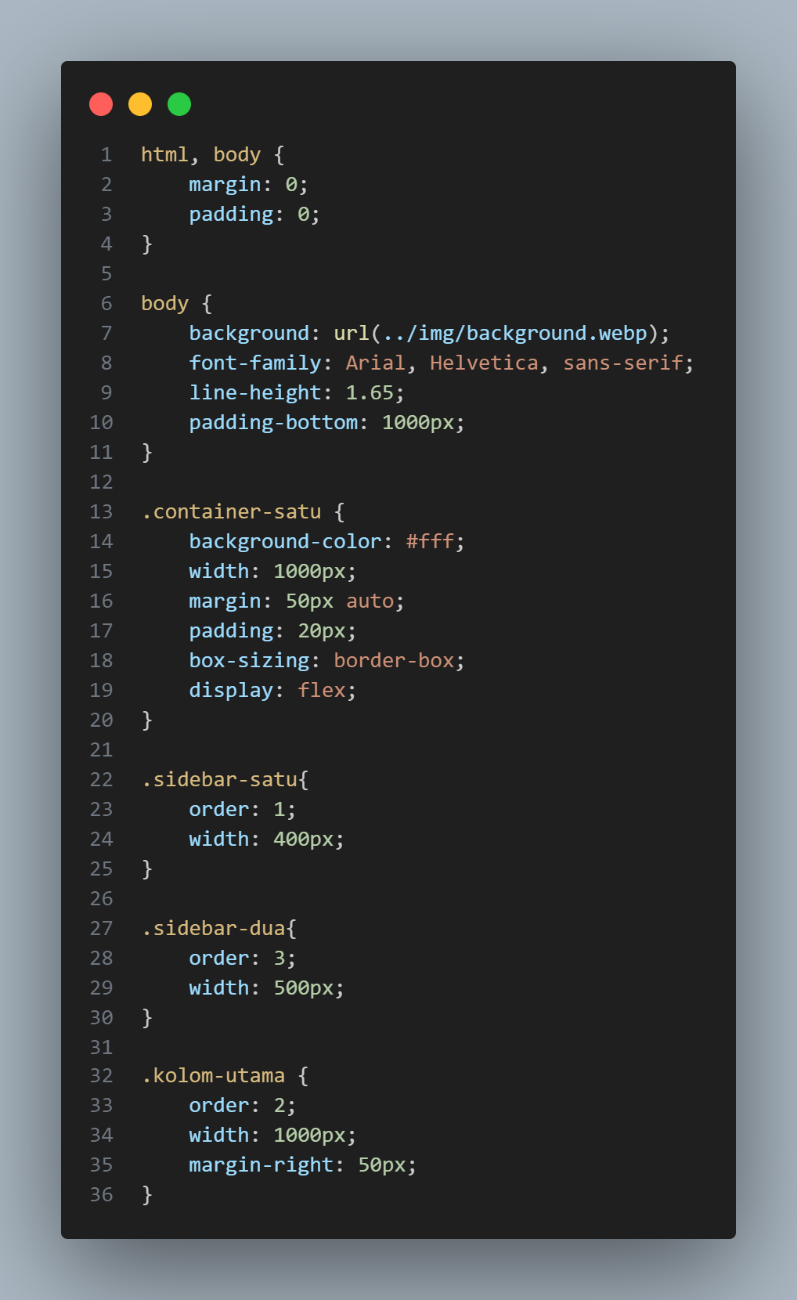 1 html, body {
2     margin: 0;
3     padding: 0;
4 }
5
6 body {
7     background: url(../img/background.webp);
8     font-family: Arial, Helvetica, sans-serif;
9     line-height: 1.65;
10     padding-bottom: 1000px;
11 }
12
13 .container-satu {
14     background-color: #fff;
15     width: 1000px;
16     margin: 50px auto;
17     padding: 20px;
18     box-sizing: border-box;
19     display: flex;
20 }
21
22 .sidebar-satu{
23     order: 1;
24     width: 400px;
25 }
26
27 .sidebar-dua{
28     order: 3;
29     width: 500px;
30 }
31
32 .kolom-utama {
33     order: 2;
34     width: 1000px;
35     margin-right: 50px;
36 }